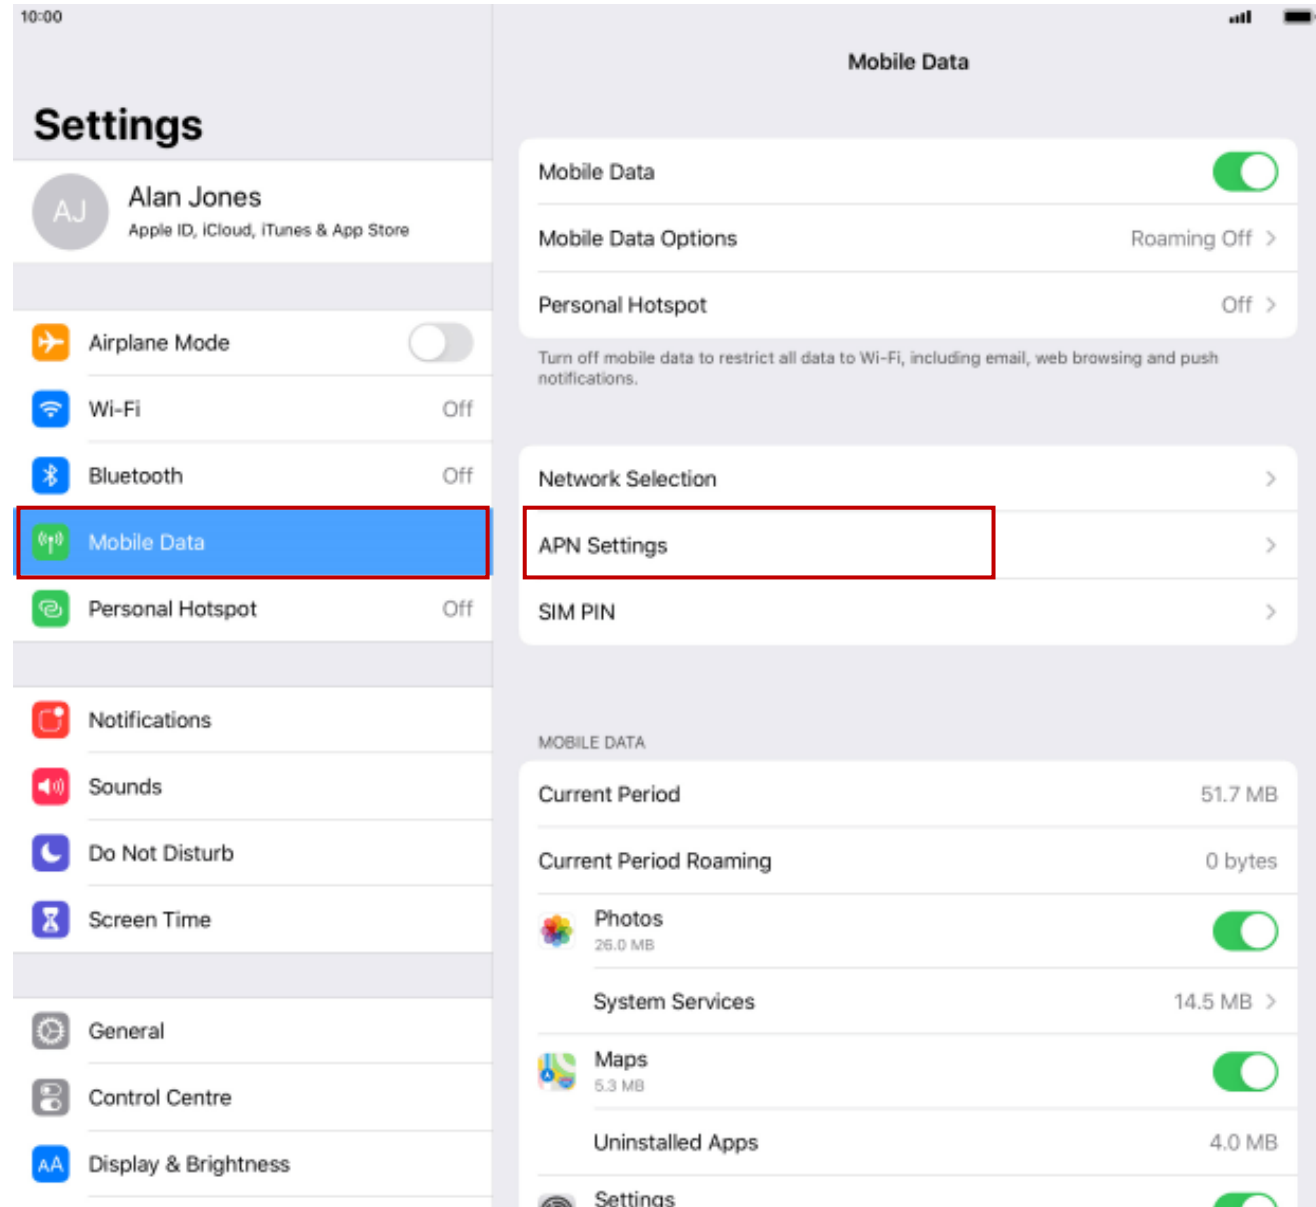 10:00
Settings
AJ
Alan Jones
Apple ID, iCloud, iTunes & App Store
Airplane Mode
Wi-Fi Off
Bluetooth Off
Mobile Data
Personal Hotspot Off
Notifications
Sounds
Do Not Disturb
Screen Time
General
Control Centre
AA Display & Brightness
Mobile Data
Mobile Data
Mobile Data Options Roaming Off
Personal Hotspot Off
Turn off mobile data to restrict all data to Wi-Fi, including email, web browsing and push
notifications.
Network Selection
APN Settings
SIM PIN
MOBILE DATA
Current Period 51.7 MB
Current Period Roaming 0 bytes
Photos
26.0 MB
System Services 14.5 MB
Maps
5.3 MB
Uninstalled Apps 4.0 MB
Settings